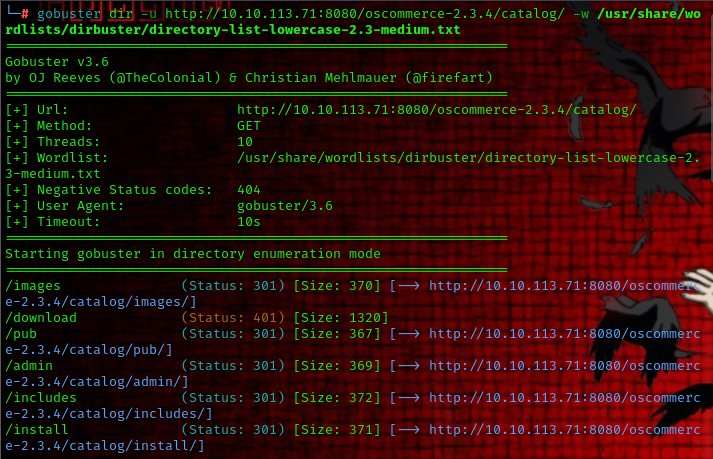 └─# gobuster dir -u http://10.10.113.71:8080/oscommerce-2.3.4/catalog/ -w /usr/share/wo
rdlists/dirbuster/directory-list-lowercase-2.3-medium.txt
===============================================================
Gobuster v3.6
by OJ Reeves (@TheColonial) & Christian Mehlmauer (@firefart)
===============================================================
[+] Url:                     http://10.10.113.71:8080/oscommerce-2.3.4/catalog/
[+] Method:                  GET
[+] Threads:                 10
[+] Wordlist:                /usr/share/wordlists/dirbuster/directory-list-lowercase-2.
3-medium.txt
[+] Negative Status codes:   404
[+] User Agent:              gobuster/3.6
[+] Timeout:                 10s
===============================================================
Starting gobuster in directory enumeration mode
===============================================================
/images               (Status: 301) [Size: 370] [--> http://10.10.113.71:8080/oscommerc
e-2.3.4/catalog/images/]
/download             (Status: 401) [Size: 1320]
/pub                  (Status: 301) [Size: 367] [--> http://10.10.113.71:8080/oscommerc
e-2.3.4/catalog/pub/]
/admin                (Status: 301) [Size: 369] [--> http://10.10.113.71:8080/oscommerc
e-2.3.4/catalog/admin/]
/includes             (Status: 301) [Size: 372] [--> http://10.10.113.71:8080/oscommerc
e-2.3.4/catalog/includes/]
/install              (Status: 301) [Size: 371] [--> http://10.10.113.71:8080/oscommerc
e-2.3.4/catalog/install/]